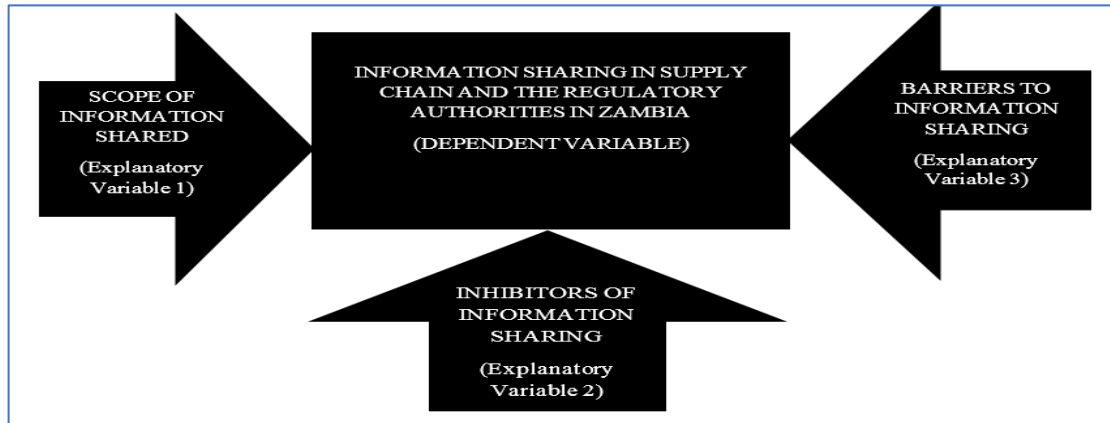 SCOPE OF
INFORMATION
SHARED
(Explanatory
Variable 1)
INFORMATION SHARING IN SUPPLY
CHAIN AND THE REGULATORY
AUTHORITIES IN ZAMBIA
(DEPENDENT VARIABLE)
BARRIERS TO
INFORMATION
SHARING
(Explanatory
Variable 3)
INHIBITORS OF
INFORMATION
SHARING
(Explanatory
Variable 2)